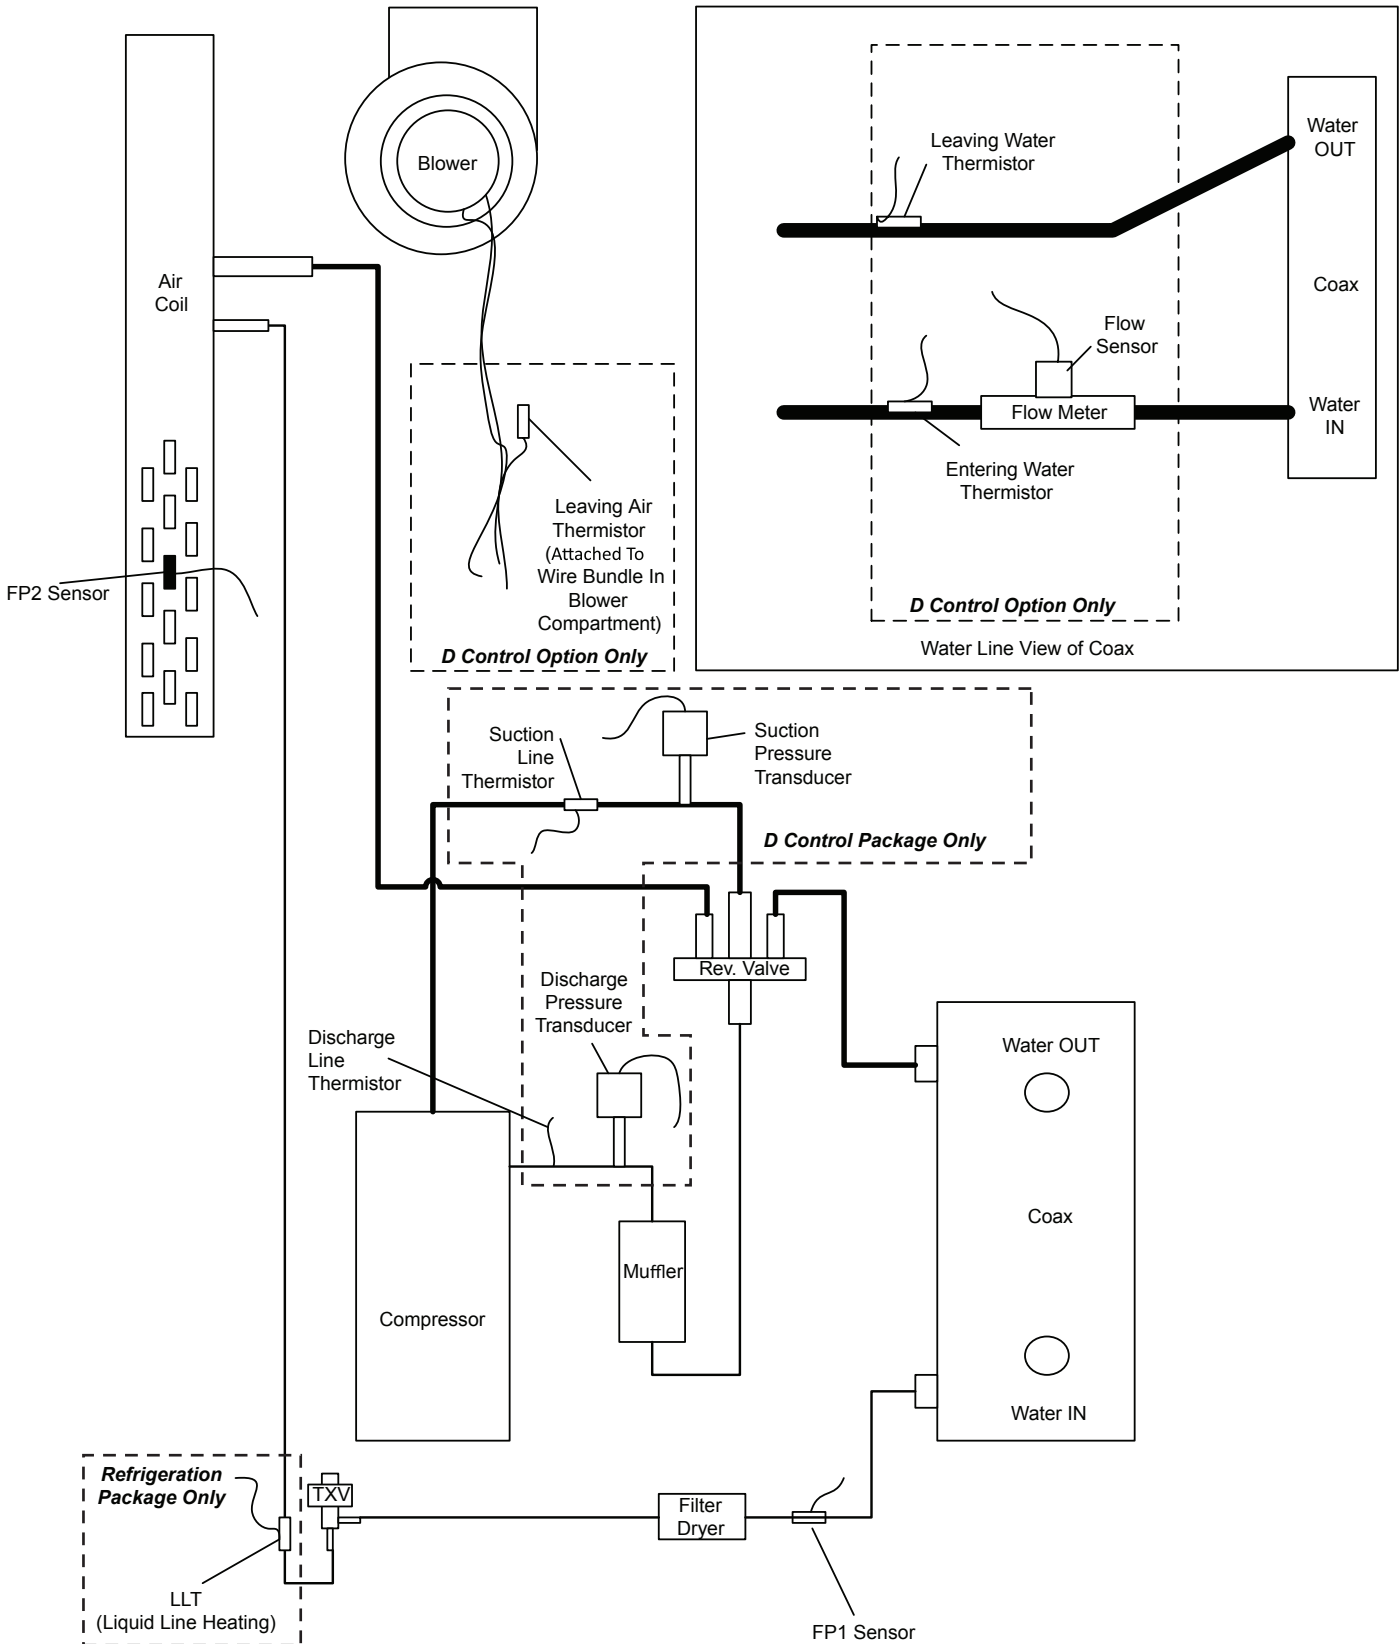 Blower
Air
Coil
FP2 Sensor
Leaving Air
Thermistor
(Attached To
Wire Bundle In
Blower
Compartment)
D Control Option Only
Leaving Water
Thermistor
Water
OUT
Coax
Flow
Sensor
Flow Meter
Water
IN
Entering Water
Thermistor
D Control Option Only
Water Line View of Coax
Suction
Line
Thermistor
Suction
Pressure
Transducer
D Control Package Only
Rev. Valve
Discharge
Pressure
Transducer
Discharge
Line
Thermistor
Water OUT
Coax
Water IN
Muffler
Compressor
Refrigeration
Package Only
TXV
Filter
Dryer
LLT
(Liquid Line Heating)
FP1 Sensor